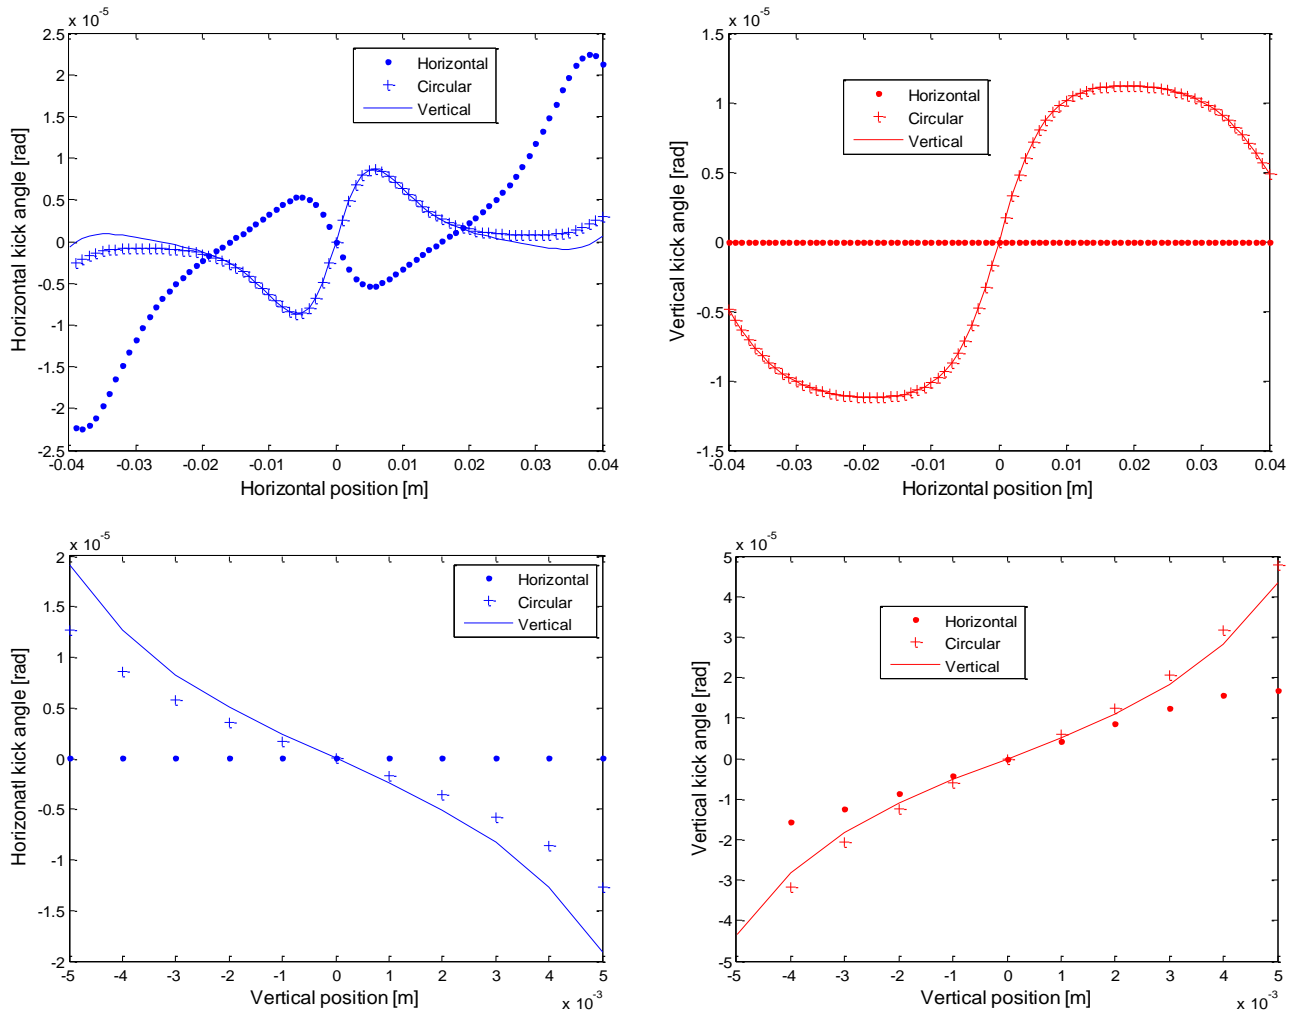 x 10^-5
2.5
2
1.5
1
0.5
0
-0.5
-1
-1.5
-2
-2.5
-0.04 -0.03 -0.02 -0.01 0 0.01 0.02 0.03 0.04
Horizontal position [m]
Horizontal kick angle [rad]
Horizontal
Circular
Vertical
x 10^-5
1.5
1
0.5
0
-0.5
-1
-1.5
-0.04 -0.03 -0.02 -0.01 0 0.01 0.02 0.03 0.04
Horizontal position [m]
Vertical kick angle [rad]
Horizontal
Circular
Vertical
x 10^-5
2
1.5
1
0.5
0
-0.5
-1
-1.5
-2
-5 -4 -3 -2 -1 0 1 2 3 4 5
Vertical position [m]
x 10^-3
Horizonatl kick angle [rad]
Horizontal
Circular
Vertical
x 10^-5
5
4
3
2
1
0
-1
-2
-3
-4
-5
-5 -4 -3 -2 -1 0 1 2 3 4 5
Vertical position [m]
x 10^-3
Vertical kick angle [rad]
Horizontal
Circular
Vertical